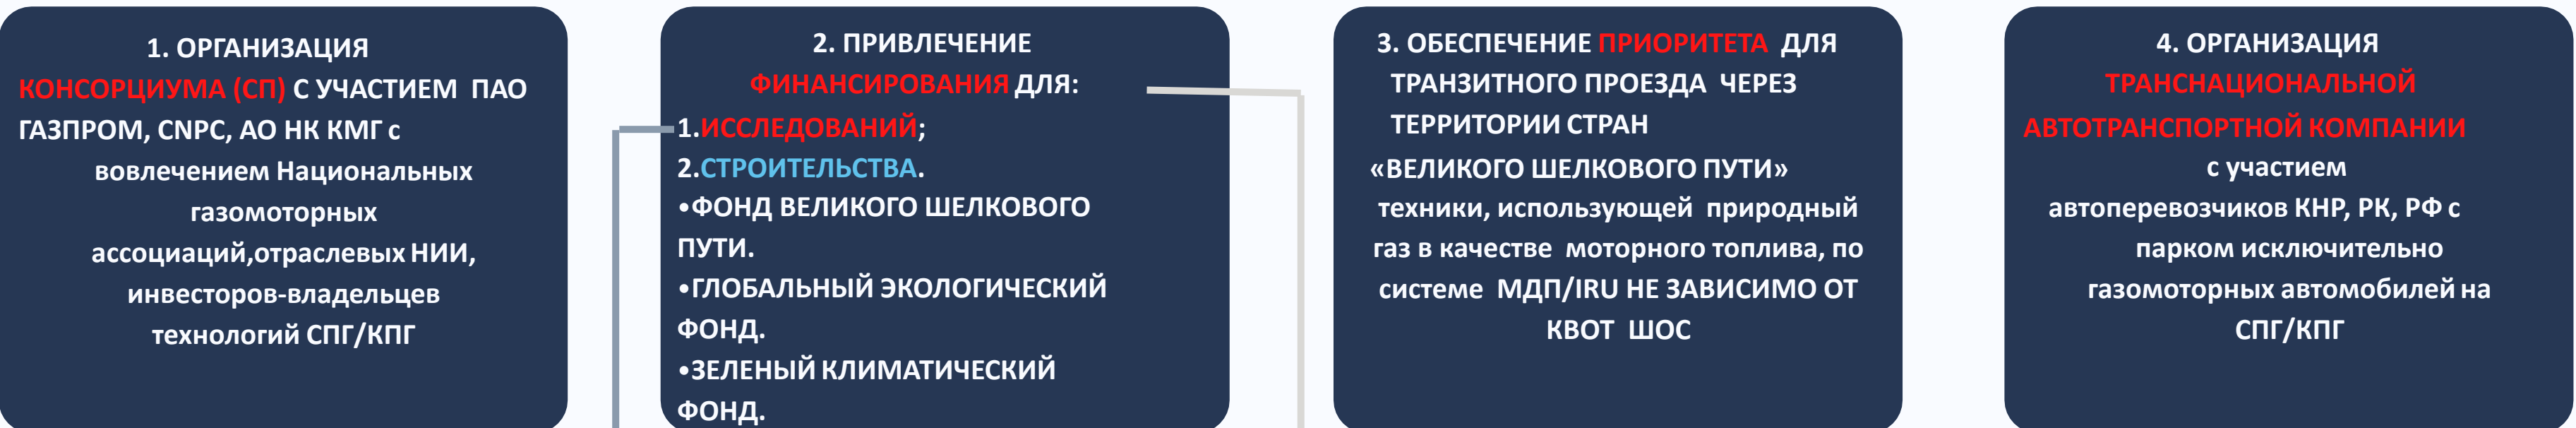 1. ОРГАНИЗАЦИЯ
КОНСОРЦИУМА (СП) С УЧАСТИЕМ ПАО
ГАЗПРОМ, CNPC, АО НК КМГ с
вовлечением Национальных
газомоторных
ассоциаций,отраслевых НИИ,
инвесторов-владельцев
технологий СПГ/КПГ
2. ПРИВЛЕЧЕНИЕ
ФИНАНСИРОВАНИЯ ДЛЯ:
1.ИССЛЕДОВАНИЙ;
2.СТРОИТЕЛЬСТВА.
•ФОНД ВЕЛИКОГО ШЕЛКОВОГО
ПУТИ.
•ГЛОБАЛЬНЫЙ ЭКОЛОГИЧЕСКИЙ
ФОНД.
•ЗЕЛЕНЫЙ КЛИМАТИЧЕСКИЙ
ФОНД.
3. ОБЕСПЕЧЕНИЕ ПРИОРИТЕТА ДЛЯ
ТРАНЗИТНОГО ПРОЕЗДА ЧЕРЕЗ
ТЕРРИТОРИИ СТРАН
«ВЕЛИКОГО ШЕЛКОВОГО ПУТИ»
техники, использующей природный
газ в качестве моторного топлива, по
системе МДП/IRU НЕ ЗАВИСИМО ОТ
КВОТ ШОС
4. ОРГАНИЗАЦИЯ
ТРАНСНАЦИОНАЛЬНОЙ
АВТОТРАНСПОРТНОЙ КОМПАНИИ
с участием
автоперевозчиков КНР, РК, РФ с
парком исключительно
газомоторных автомобилей на
СПГ/КПГ